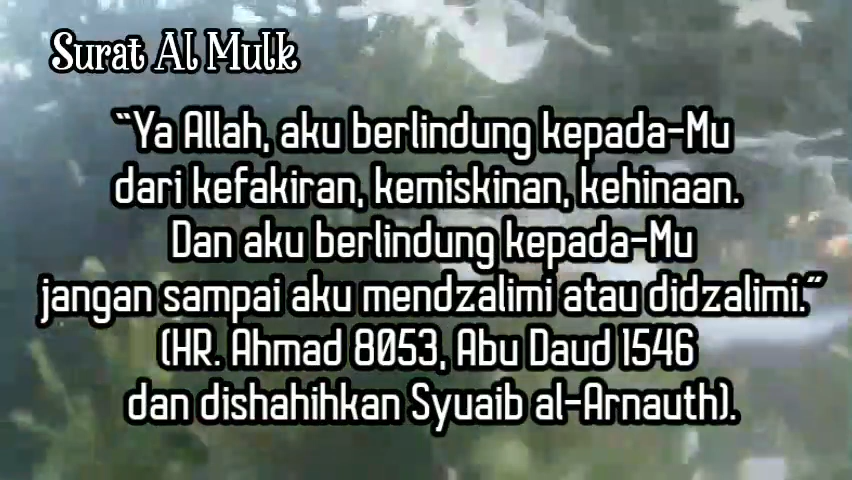 Surat Al Mulk
“Ya Allah, aku berlindung kepada-Mu
dari kefakiran, kemiskinan, kehinaan.
Dan aku berlindung kepada-Mu
jangan sampai aku mendzalimi atau didzalimi.”
(HR. Ahmad 8053, Abu Daud 1546
dan dishahihkan Syuaib al-Arnauth).